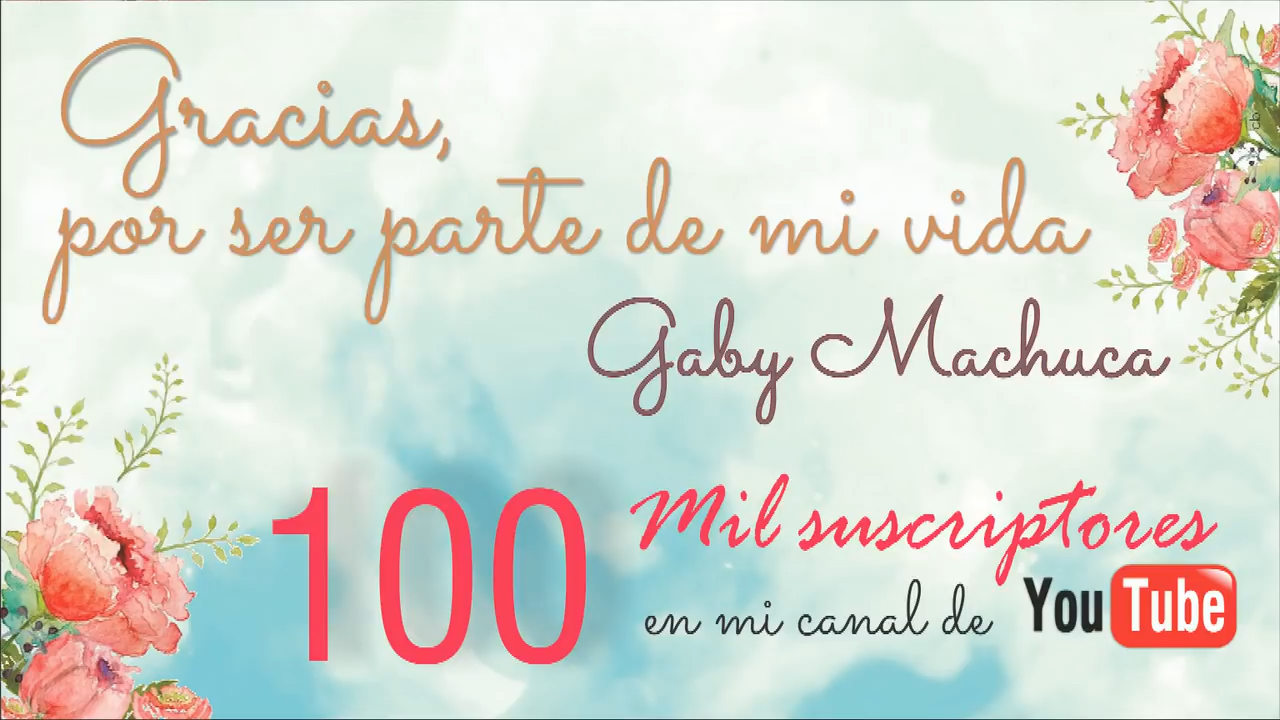 Gracias,
por ser parte de mi vida
Gaby Machuca
100 Mil suscriptores
en mi canal de YouTube